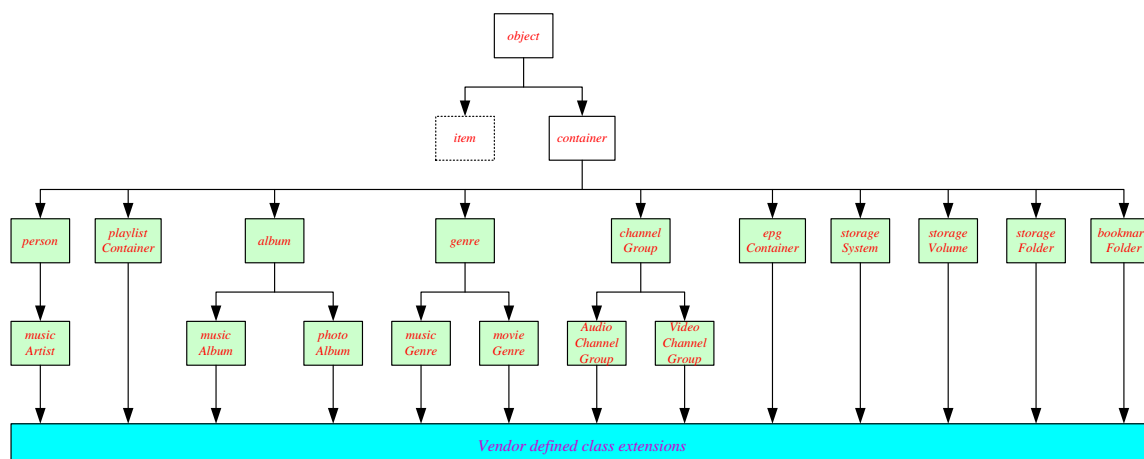 object
item
container
person
playlist
Container
album
genre
channel
Group
epg
Container
storage
System
storage
Volume
storage
Folder
bookmark
Folder
music
Artist
music
Album
photo
Album
music
Genre
movie
Genre
Audio
Channel
Group
Video
Channel
Group
Vendor defined class extensions